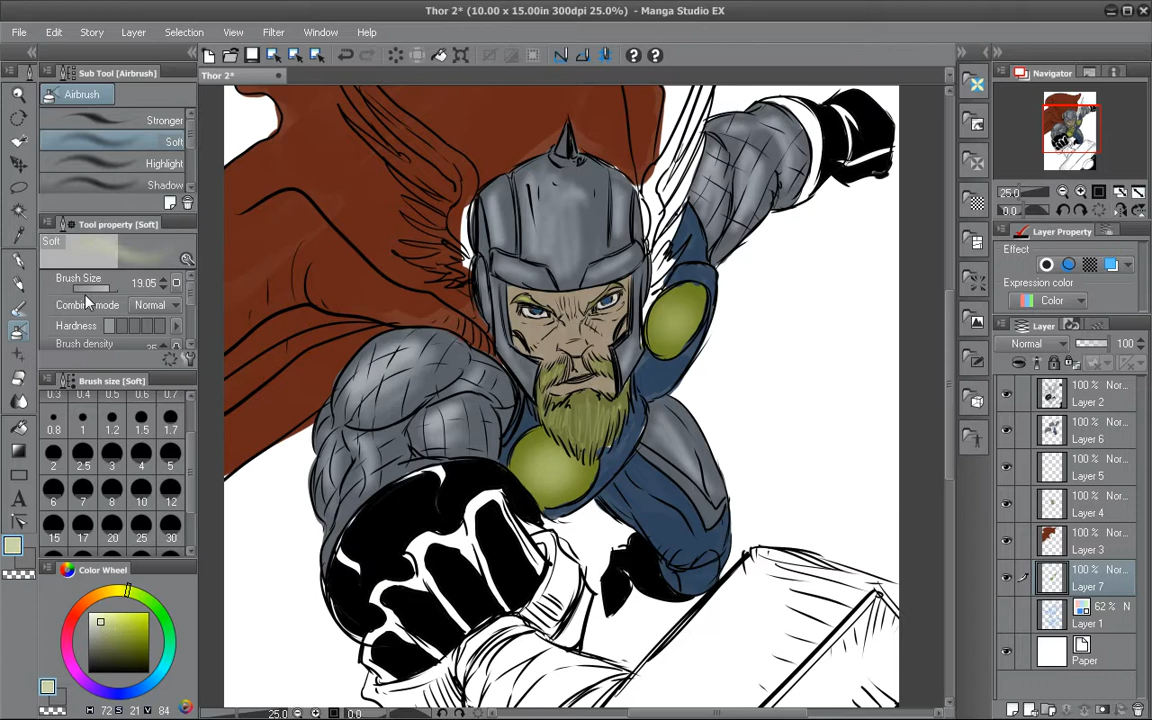 Thor 2* (10.00 x 15.00in 300dpi 25.0%)  - Manga Studio EX
File Edit Story Layer Selection View Filter Window Help
Sub Tool [Airbrush]
Airbrush
Stronger
Soft
Highlight
Shadow
Tool property [Soft]
Soft
Brush Size 19.05
Combine mode Normal
Hardness
Brush density 25
Brush size [Soft]
0.3 0.4 0.5 0.6 0.7
0.8 1 1.2 1.5 1.7
2 2.5 3 4 5
6 7 8 10 12
15 17 20 25 30
Color Wheel
H 72 S 21 V 84
Thor 2*
25.0 0.0
Navigator
25.0
0.0
Layer Property
Effect
Expression color
Color
Layer
Normal 100
100 % Nor...
Layer 2
100 % Nor...
Layer 6
100 % Nor...
Layer 5
100 % Nor...
Layer 4
100 % Nor...
Layer 3
100 % Nor...
Layer 7
62 % N
Layer 1
Paper